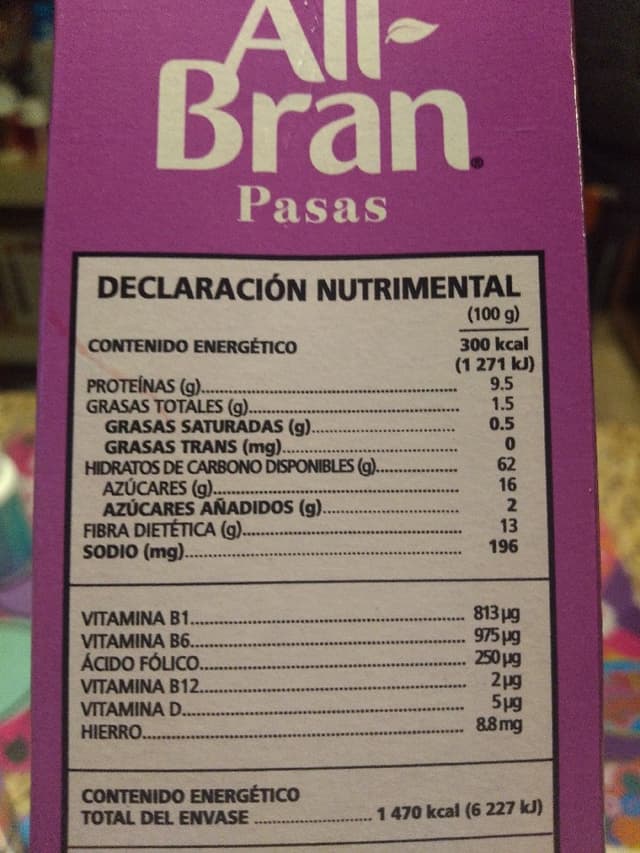 All-
Bran®
Pasas
DECLARACIÓN NUTRIMENTAL
(100 g)
CONTENIDO ENERGÉTICO 300 kcal
(1 271 kJ)
PROTEÍNAS (g) 9.5
GRASAS TOTALES (g) 1.5
GRASAS SATURADAS (g) 0.5
GRASAS TRANS (mg) 0
HIDRATOS DE CARBONO DISPONIBLES (g) 62
AZÚCARES (g) 16
AZÚCARES AÑADIDOS (g) 2
FIBRA DIETÉTICA (g) 13
SODIO (mg) 196
VITAMINA B1 813 µg
VITAMINA B6 975 µg
ÁCIDO FÓLICO 250 µg
VITAMINA B12 2 µg
VITAMINA D 5 µg
HIERRO 8.8 mg
CONTENIDO ENERGÉTICO
TOTAL DEL ENVASE 1 470 kcal (6 227 kJ)